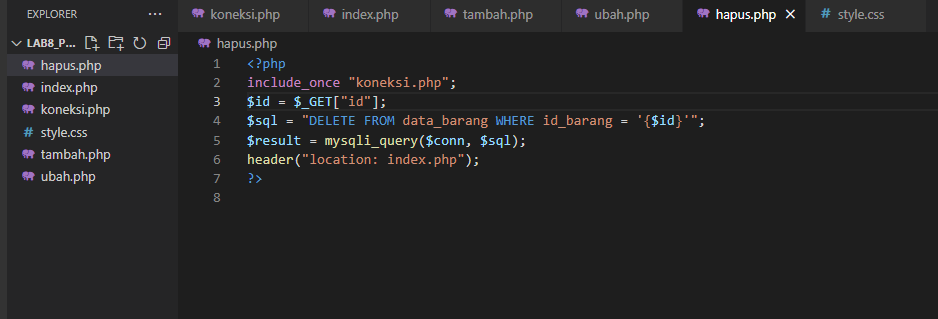 EXPLORER
···
koneksi.php
index.php
tambah.php
ubah.php
hapus.php
style.css
LAB8_P...
hapus.php
index.php
koneksi.php
# style.css
tambah.php
ubah.php
hapus.php
1 <?php
2 include_once "koneksi.php";
3 $id = $_GET["id"];
4 $sql = "DELETE FROM data_barang WHERE id_barang = '{$id}'";
5 $result = mysqli_query($conn, $sql);
6 header("location: index.php");
7 ?>
8